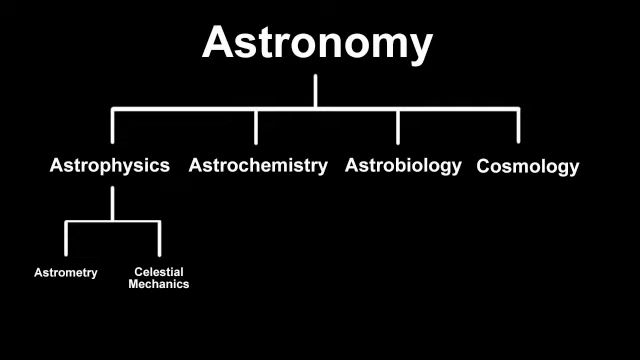 Astronomy
Astrophysics
Astrochemistry
Astrobiology
Cosmology
Astrometry
Celestial
Mechanics